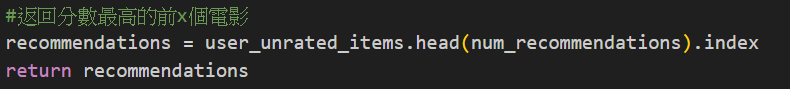 #返回分數最高的前x個電影
recommendations = user_unrated_items.head(num_recommendations).index
return recommendations